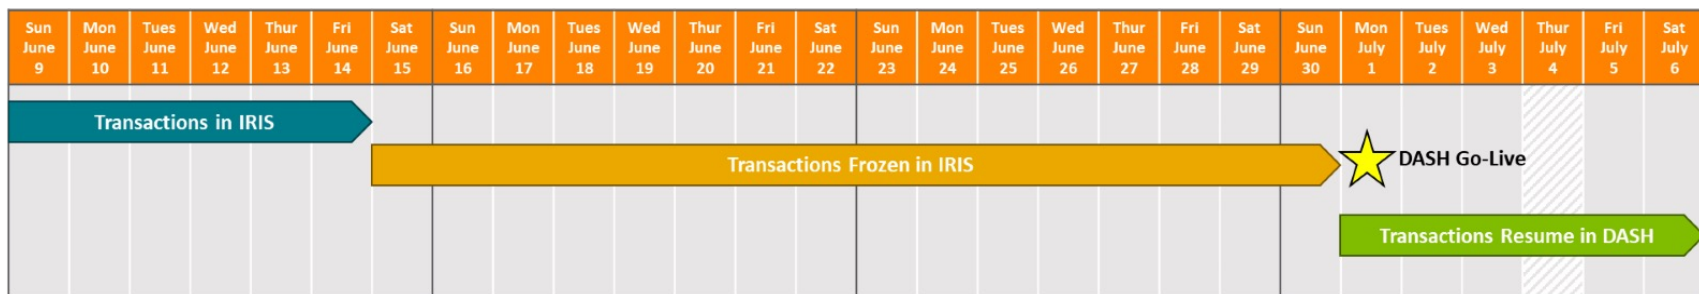 Sun Mon Tues Wed Thur Fri Sat Sun Mon Tues Wed Thur Fri Sat Sun Mon Tues Wed Thur Fri Sat Sun Mon Tues Wed Thur Fri Sat
June June June June June June June June June June June June June June June June June June June June June June July July July July July July
9 10 11 12 13 14 15 16 17 18 19 20 21 22 23 24 25 26 27 28 29 30 1 2 3 4 5 6
Transactions in IRIS
Transactions Frozen in IRIS
DASH Go-Live
Transactions Resume in DASH